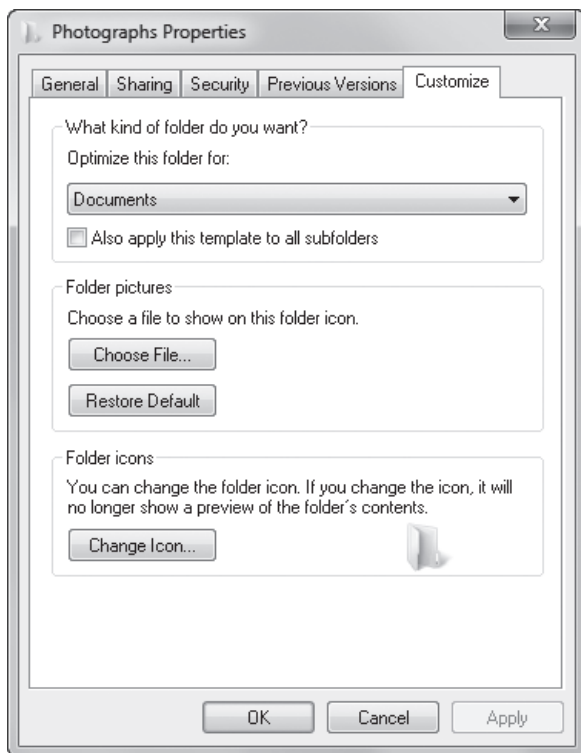 Photographs Properties
General Sharing Security Previous Versions Customize
What kind of folder do you want?
Optimize this folder for:
Documents
Also apply this template to all subfolders
Folder pictures
Choose a file to show on this folder icon.
Choose File...
Restore Default
Folder icons
You can change the folder icon. If you change the icon, it will
no longer show a preview of the folder's contents.
Change Icon...
OK Cancel Apply